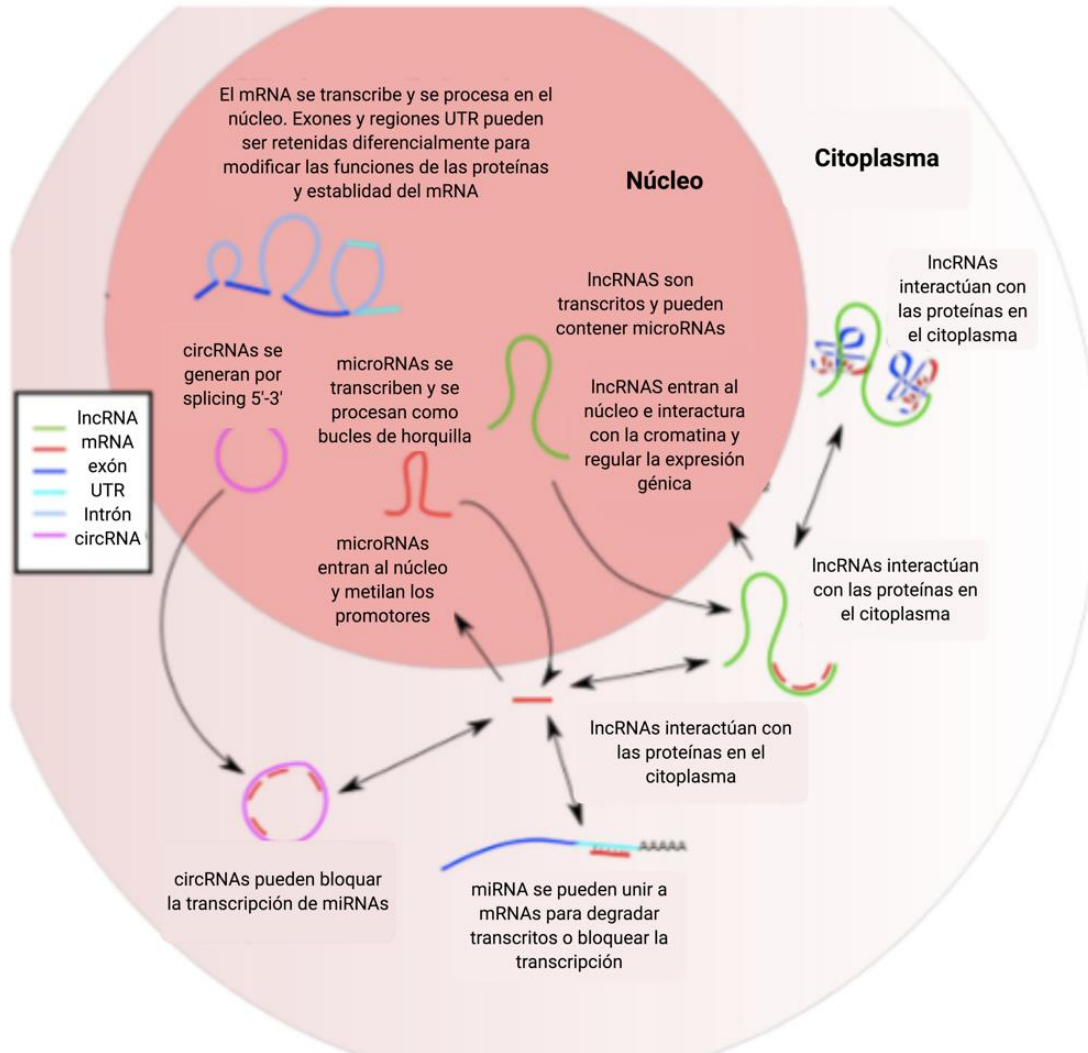 El mRNA se transcribe y se procesa en el
núcleo. Exones y regiones UTR pueden
ser retenidas diferencialmente para
modificar las funciones de las proteínas
y establidad del mRNA
Núcleo
Citoplasma
lncRNAs
interactúan con
las proteínas en
el citoplasma
lncRNAS son
transcritos y pueden
contener microRNAs
circRNAs se
generan por
splicing 5'-3'
microRNAs se
transcriben y se
procesan como
bucles de horquilla
lncRNAS entran al
núcleo e interactura
con la cromatina y
regular la expresión
génica
lncRNA
mRNA
exón
UTR
Intrón
circRNA
microRNAs
entran al núcleo
y metilan los
promotores
lncRNAs interactúan
con las proteínas en
el citoplasma
lncRNAs interactúan con
las proteínas en el
citoplasma
AAAAA
circRNAs pueden bloquar
la transcripción de miRNAs
miRNA se pueden unir a
mRNAs para degradar
transcritos o bloquear la
transcripción